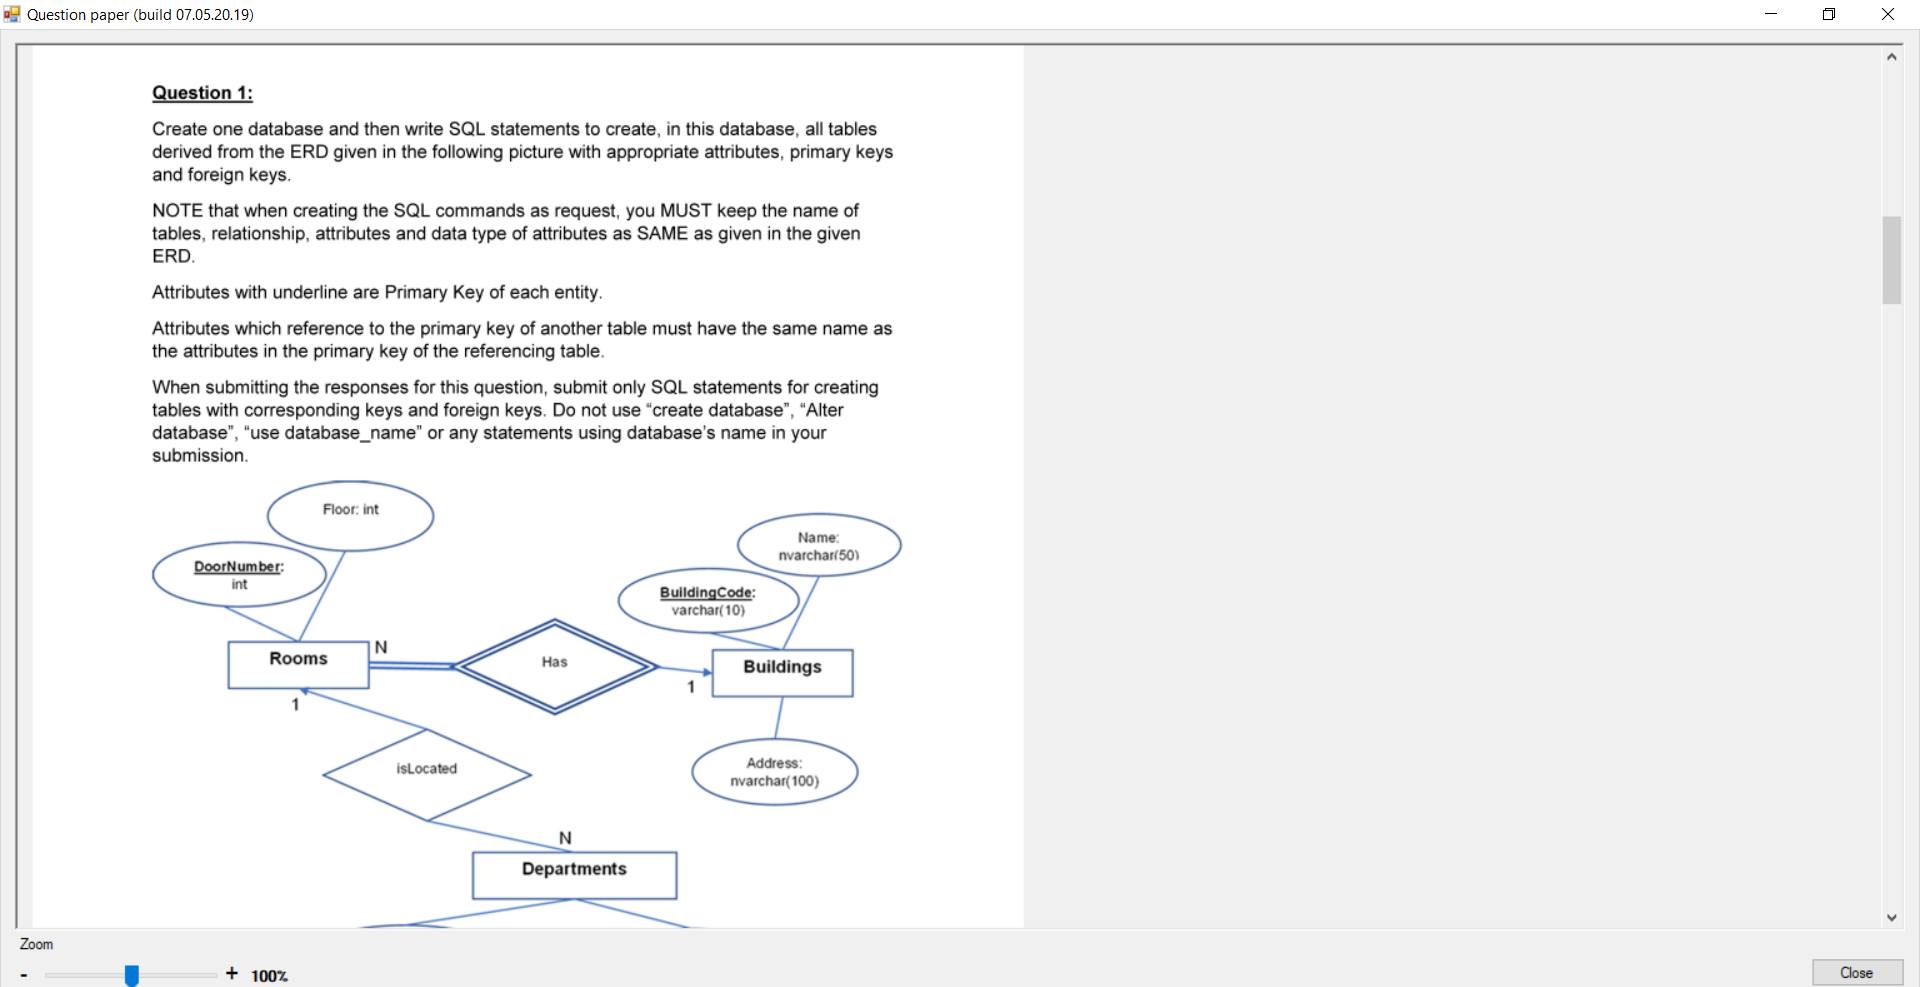 Question paper (build 07.05.20.19)
Question 1:
Create one database and then write SQL statements to create, in this database, all tables
derived from the ERD given in the following picture with appropriate attributes, primary keys
and foreign keys.
NOTE that when creating the SQL commands as request, you MUST keep the name of
tables, relationship, attributes and data type of attributes as SAME as given in the given
ERD.
Attributes with underline are Primary Key of each entity.
Attributes which reference to the primary key of another table must have the same name as
the attributes in the primary key of the referencing table.
When submitting the responses for this question, submit only SQL statements for creating
tables with corresponding keys and foreign keys. Do not use “create database”, “Alter
database”, “use database_name” or any statements using database’s name in your
submission.
Floor: int
Name:
nvarchar(50)
DoorNumber:
int
BuildingCode:
varchar(10)
N
Rooms
Has
Buildings
1
1
isLocated
Address:
nvarchar(100)
N
Departments
Zoom
- + 100%
Close